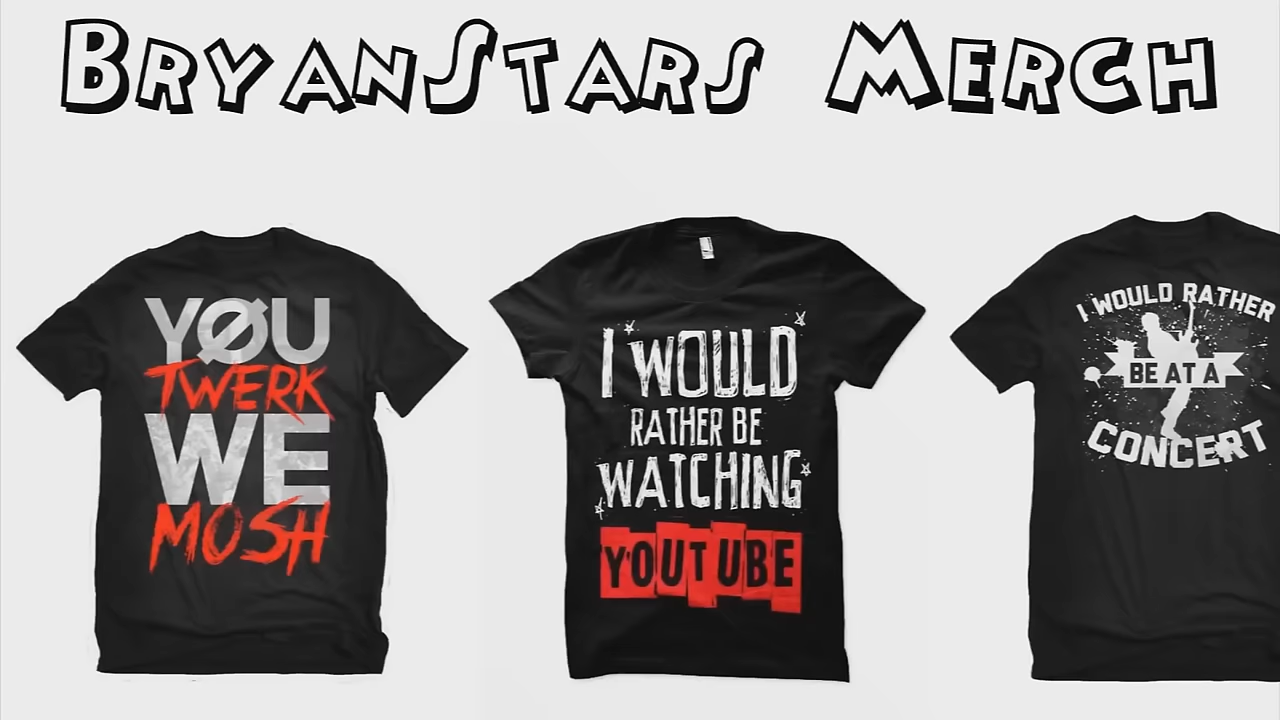 BryanStars Merch
YØU
TWERK
WE
MOSH
I WOULD
RATHER BE
WATCHING
YOUTUBE
I WOULD RATHER
BE AT A
CONCERT